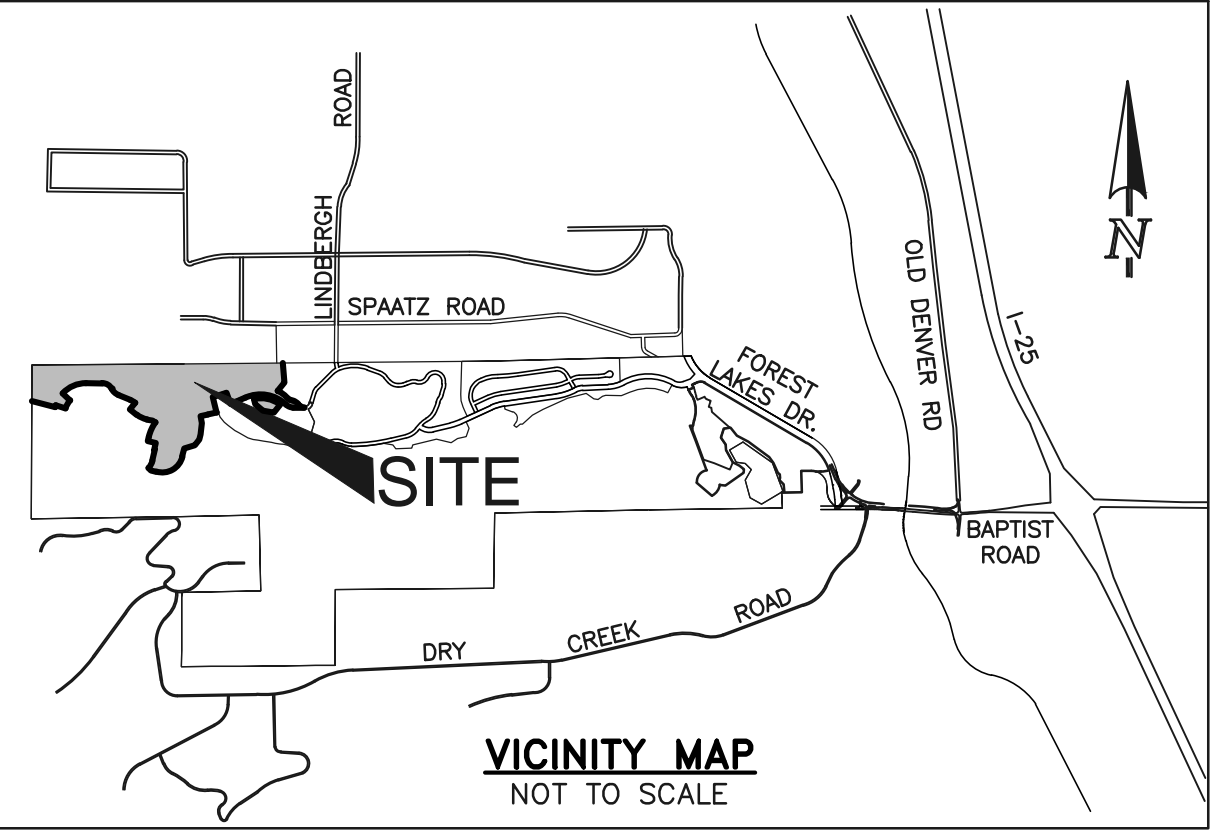 LINDBERGH ROAD
SPAATZ ROAD
OLD DENVER RD
I-25
N
FOREST
LAKES DR.
SITE
BAPTIST
ROAD
DRY CREEK ROAD
VICINITY MAP
NOT TO SCALE